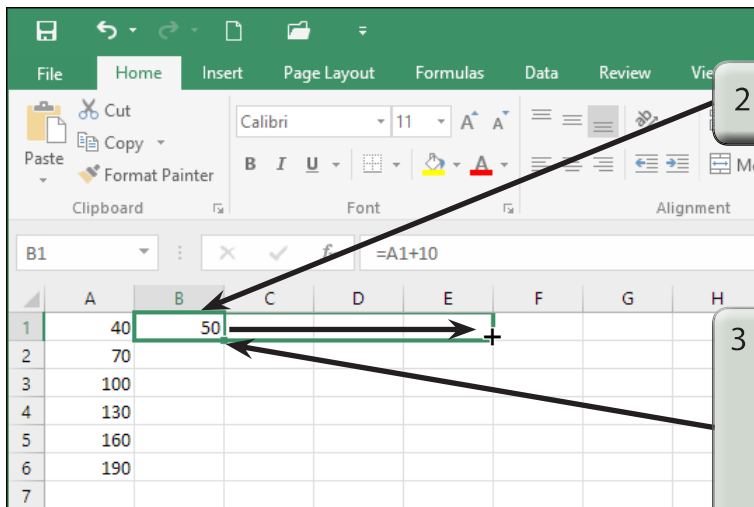 File Home Insert Page Layout Formulas Data Review Vie
2
Cut
Copy
Format Painter
Paste
Calibri 11 A A
B I U A
Clipboard Font Alignment
B1 =A1+10
A B C D E F G H
1 40 50
2 70
3 100
4 130
5 160
6 190
7
3